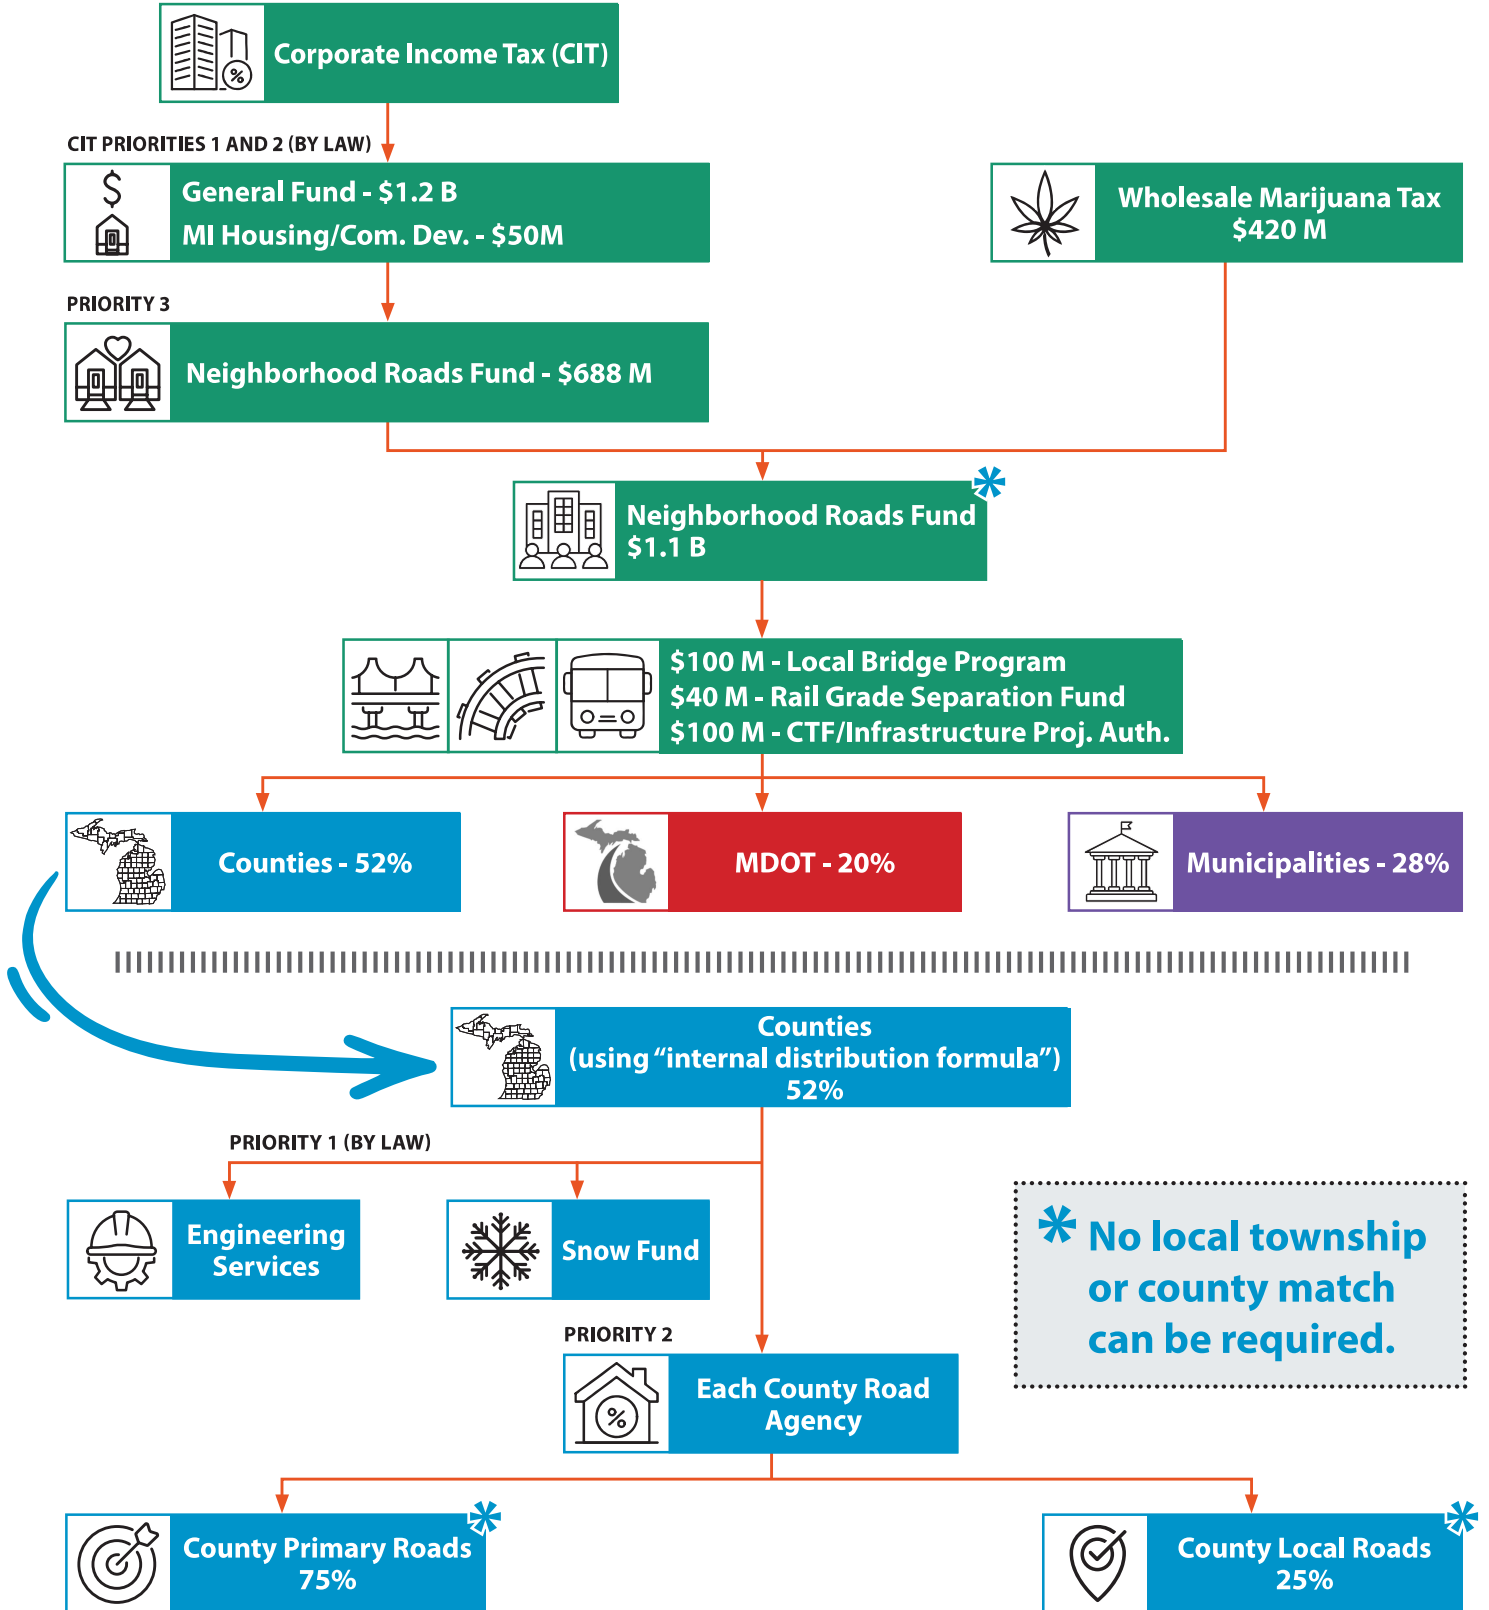 Corporate Income Tax (CIT)
CIT PRIORITIES 1 AND 2 (BY LAW)
$
General Fund - $1.2 B
MI Housing/Com. Dev. - $50M
Wholesale Marijuana Tax
$420 M
PRIORITY 3
Neighborhood Roads Fund - $688 M
Neighborhood Roads Fund
$1.1 B
*
$100 M - Local Bridge Program
$40 M - Rail Grade Separation Fund
$100 M - CTF/Infrastructure Proj. Auth.
Counties - 52%
MDOT - 20%
Municipalities - 28%
Counties
(using “internal distribution formula”)
52%
PRIORITY 1 (BY LAW)
Engineering
Services
Snow Fund
* No local township
or county match
can be required.
PRIORITY 2
%
Each County Road
Agency
County Primary Roads
75%
*
County Local Roads
25%
*